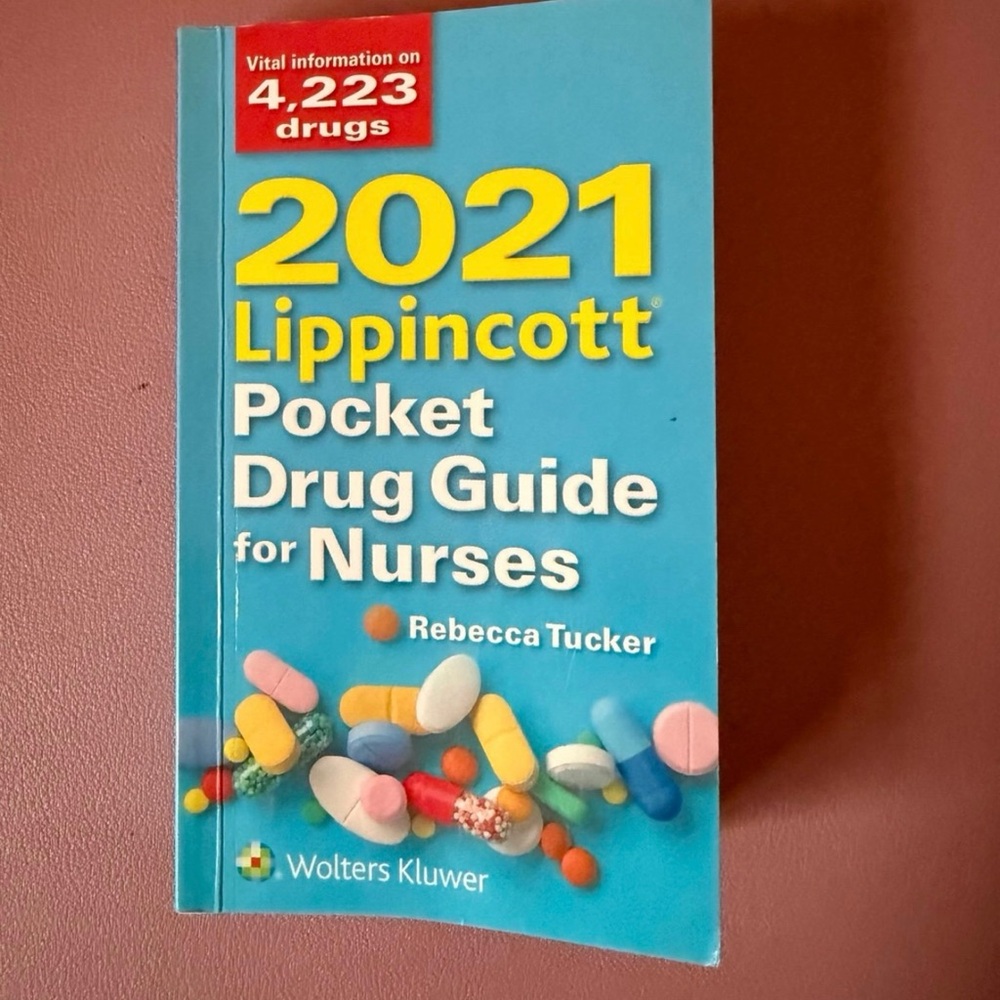 Vital information on
4,223
drugs
2021
Lippincott®
Pocket
Drug Guide
for Nurses
Rebecca Tucker
Wolters Kluwer